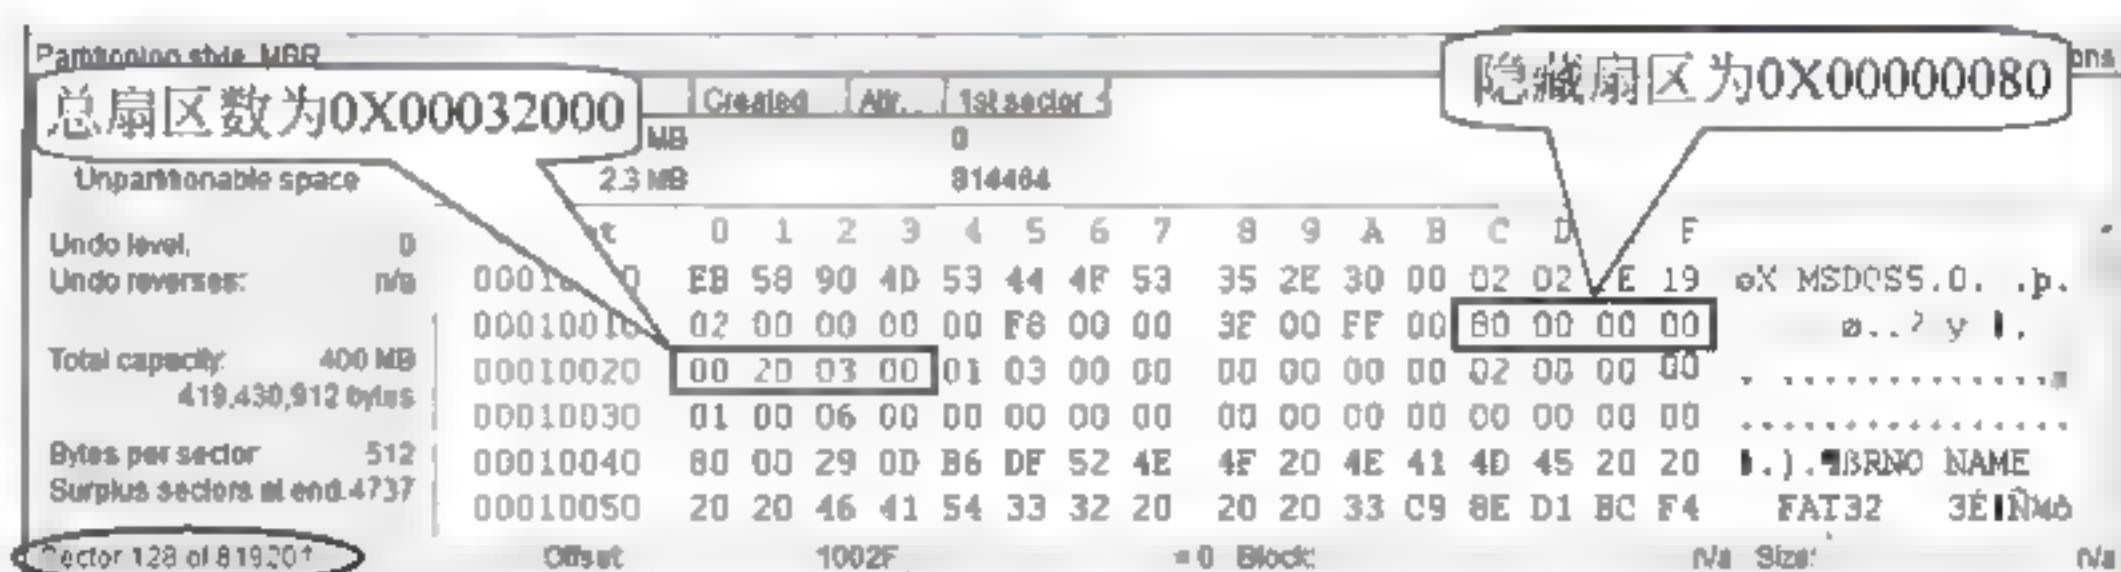 Partitioning style: MBR
总扇区数为0X00032000
隐藏扇区为0X00000080
Created Attr. 1st sector
MB 0
Unpartitionable space 2.3 MB 814464
0 1 2 3 4 5 6 7 8 9 A B C D F
Undo level: 0
Undo reverses: n/a
EB 58 90 4D 53 44 4F 53 35 2E 30 00 02 02 E 19
00010010 02 00 00 00 00 F8 00 00 3F 00 FF 00 80 00 00 00
Total capacity: 400 MB
419,430,912 bytes
00010020 00 20 03 00 01 03 00 00 00 00 00 00 02 00 00 00
00010030 01 00 06 00 00 00 00 00 00 00 00 00 00 00 00 00
Bytes per sector: 512
00010040 80 00 29 0D B6 DF 52 4E 4F 20 4E 41 4D 45 20 20 NO NAME
Surplus sectors at end: 4737
00010050 20 20 46 41 54 33 32 20 20 20 33 C9 8E D1 BC F4 FAT32
Sector 128 of 819201
Offset 1002F = 0 Block: n/a Size: n/a